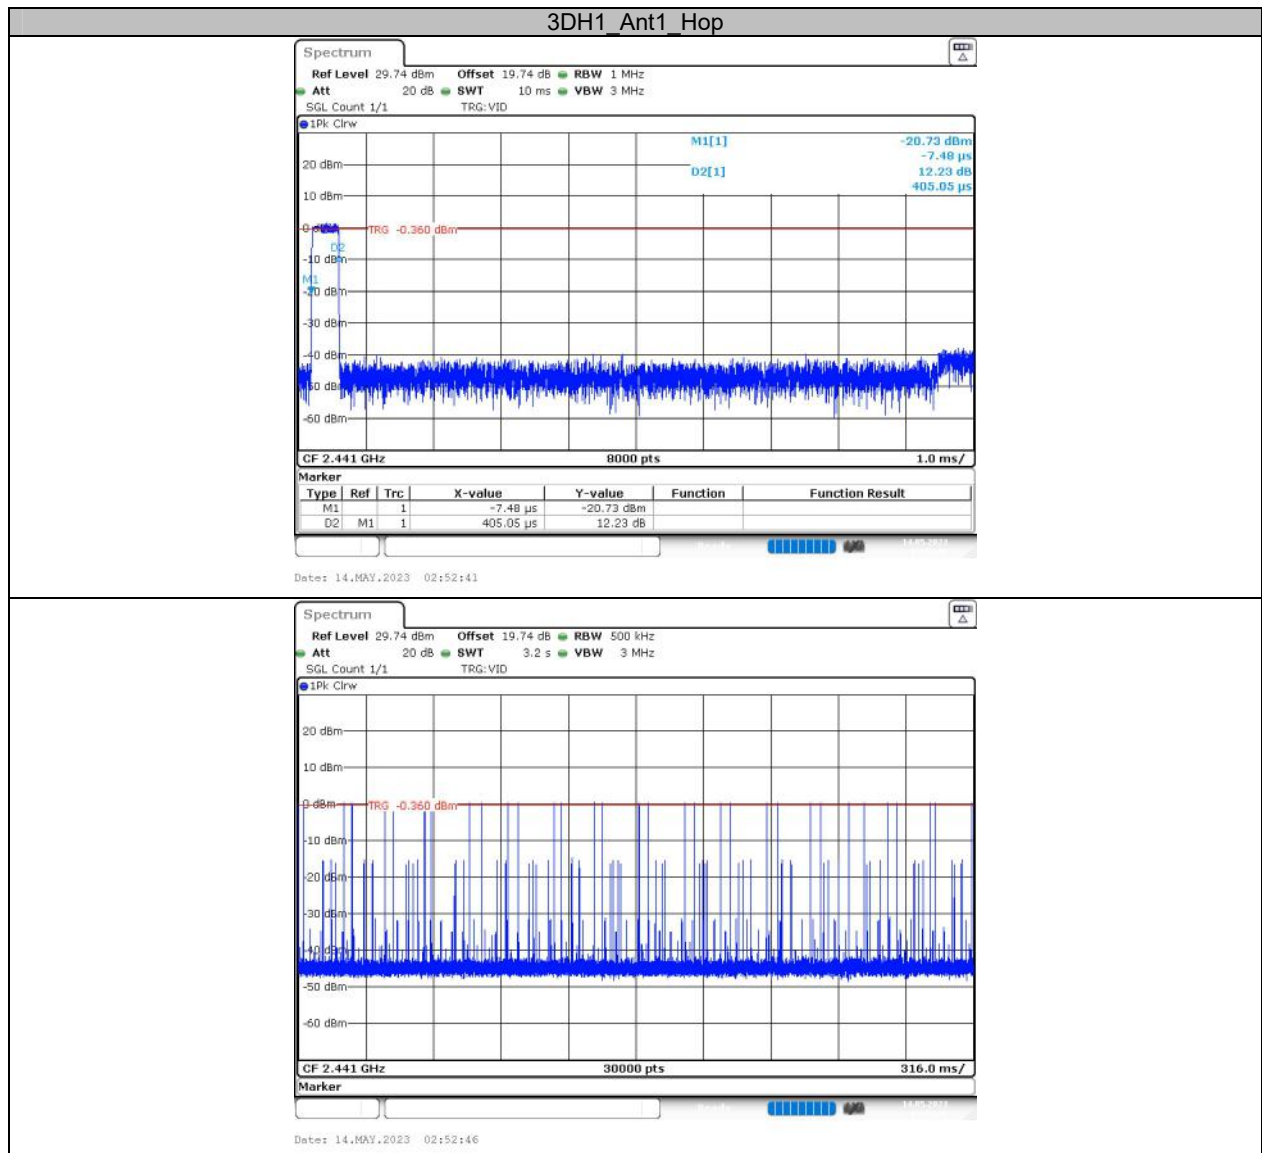 3DH1_Ant1_Hop
Spectrum
Ref Level 29.74 dBm Offset 19.74 dB RBW 1 MHz
Att 20 dB SWT 10 ms VBW 3 MHz
SGL Count 1/1 TRG:VID
1Pk Clrw
M1[1] -20.73 dBm
-7.48 µs
20 dBm
D2[1] 12.23 dB
405.05 µs
10 dBm
0 dBm
TRG -0.360 dBm
D2
-10 dBm
M1
-20 dBm
-30 dBm
-40 dBm
-50 dBm
-60 dBm
CF 2.441 GHz 8000 pts 1.0 ms/
Marker
Type Ref Trc X-value Y-value Function Function Result
M1 1 -7.48 µs -20.73 dBm
D2 M1 1 405.05 µs 12.23 dB
Date: 14.MAY.2023 02:52:41
Spectrum
Ref Level 29.74 dBm Offset 19.74 dB RBW 500 kHz
Att 20 dB SWT 3.2 s VBW 3 MHz
SGL Count 1/1 TRG:VID
1Pk Clrw
20 dBm
10 dBm
0 dBm
TRG -0.360 dBm
-10 dBm
-20 dBm
-30 dBm
-40 dBm
-50 dBm
-60 dBm
CF 2.441 GHz 30000 pts 316.0 ms/
Marker
Date: 14.MAY.2023 02:52:46